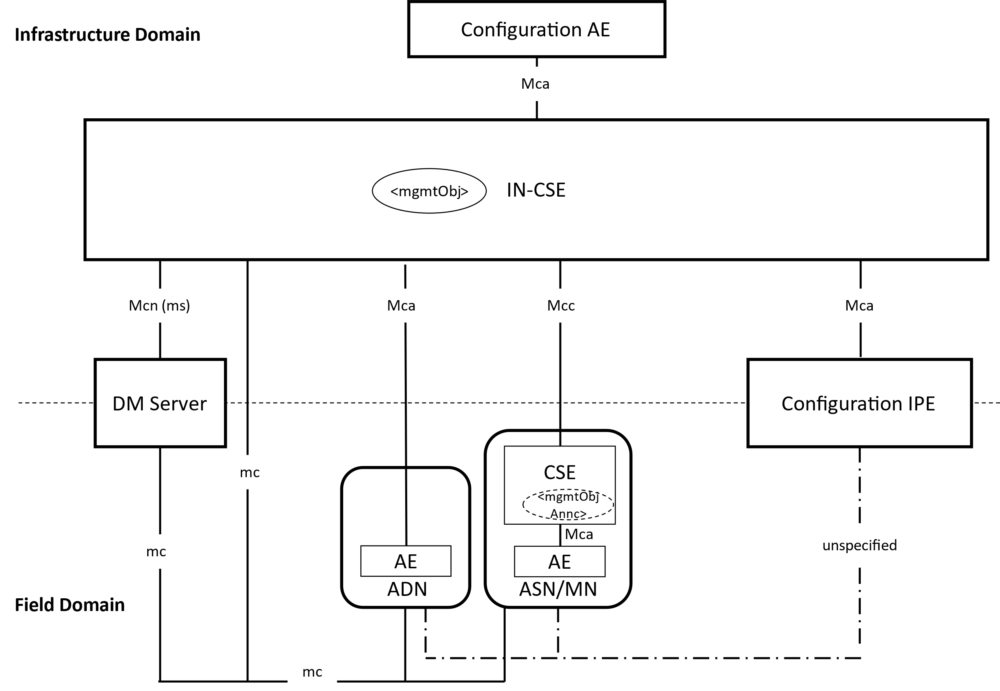 Configuration AE
Infrastructure Domain
Mca
<mgmtObj>
IN-CSE
Mcn (ms)
Mca
Mcc
Mca
DM Server
Configuration IPE
mc
CSE
<mgmtObj
Annc>
Mca
mc
unspecified
AE
AE
ADN
ASN/MN
Field Domain
mc